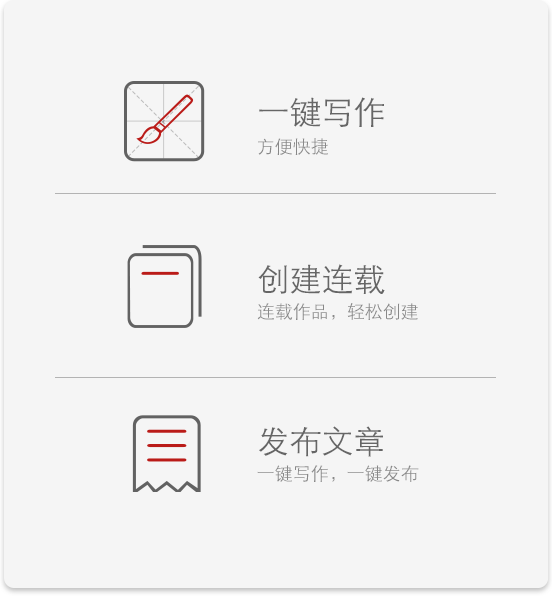 一键写作
方便快捷
创建连载
连载作品，轻松创建
发布文章
一键写作，一键发布